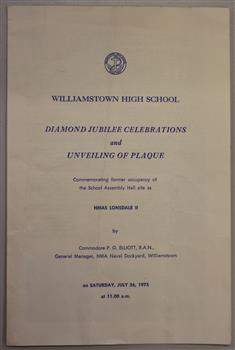 WILLIAMSTOWN HIGH SCHOOL
DIAMOND JUBILEE CELEBRATIONS
and
UNVEILING OF PLAQUE
Commemorating former occupancy of
the School Assembly Hall site as
HMAS LONSDALE II
by
Commodore P. G. ELLIOTT, R.A.N.,
General Manager, HMA Naval Dockyard, Williamstown
on SATURDAY, JULY 26, 1975
at 11.00 a.m.